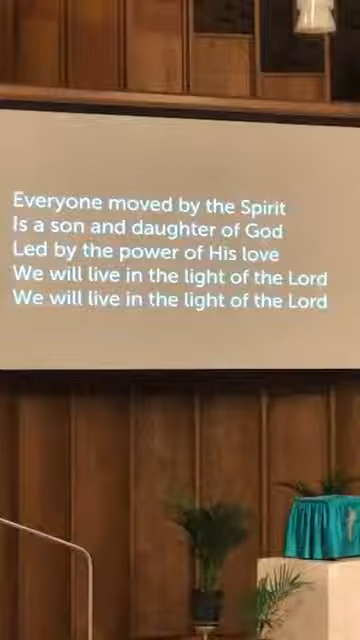 Everyone moved by the Spirit
Is a son and daughter of God
Led by the power of His love
We will live in the light of the Lord
We will live in the light of the Lord